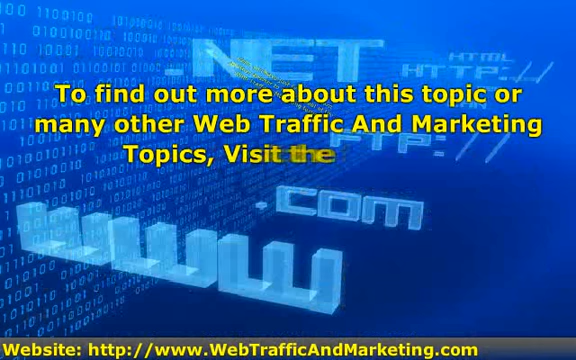 .NET
HTML
HTTP://
To find out more about this topic or
many other Web Traffic And Marketing
Topics, Visit the
FTP://
.com
www
Website: http://www.WebTrafficAndMarketing.com